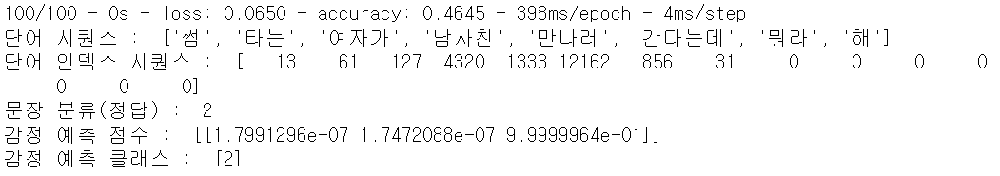 100/100 - 0s - loss: 0.0650 - accuracy: 0.4645 - 398ms/epoch - 4ms/step
단어 시퀀스 :  ['썸', '타는', '여자가', '남사친', '만나러', '간다는데', '뭐라', '해']
단어 인덱스 시퀀스 :  [   13    61   127  4320  1333 12162   856    31     0     0     0     0
     0     0     0]
문장 분류(정답) :  2
감정 예측 점수 :  [[1.7991296e-07 1.7472088e-07 9.9999964e-01]]
감정 예측 클래스 :  [2]